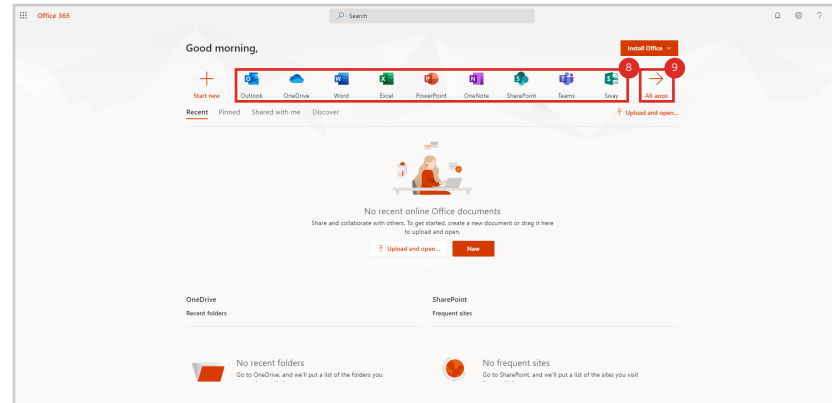 Office 365
Search
?
Good morning,
Install Office
8
9
Start new
Outlook
OneDrive
Word
Excel
PowerPoint
OneNote
SharePoint
Teams
Sway
All apps
Recent Pinned Shared with me Discover
Upload and open...
No recent online Office documents
Share and collaborate with others. To get started, create a new document or drag it here
to upload and open.
Upload and open...
New
OneDrive
Recent folders
SharePoint
Frequent sites
No recent folders
Go to OneDrive, and we'll put a list of the folders you
No frequent sites
Go to SharePoint, and we'll put a list of the sites you visit